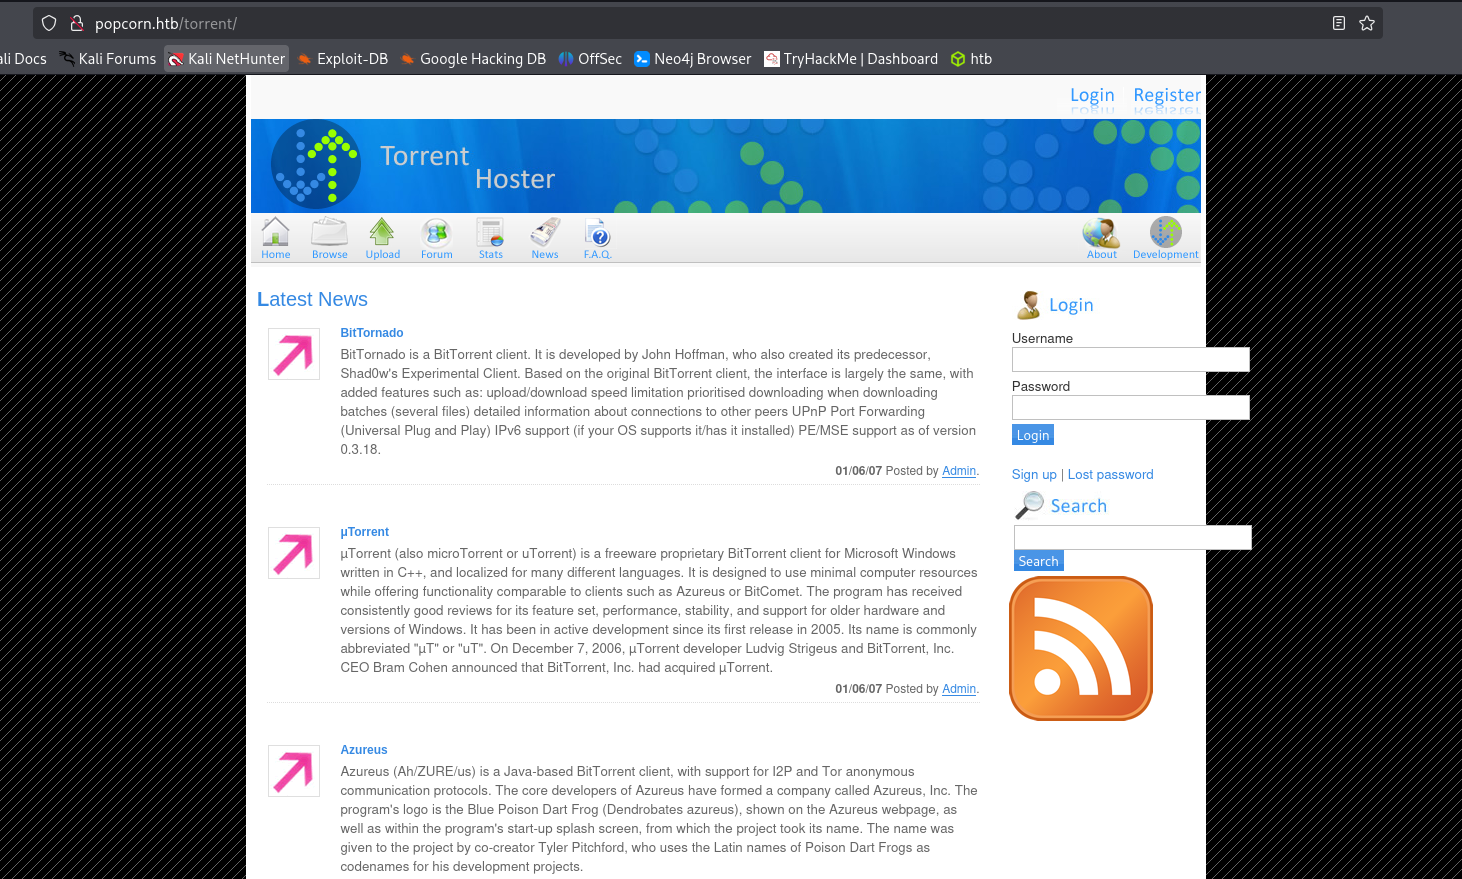 popcorn.htb/torrent/
ali Docs Kali Forums Kali NetHunter Exploit-DB Google Hacking DB OffSec Neo4j Browser TryHackMe | Dashboard htb
Login Register
Torrent
Hoster
Home Browse Upload Forum Stats News F.A.Q. About Development
Latest News
BitTornado
BitTornado is a BitTorrent client. It is developed by John Hoffman, who also created its predecessor,
Shad0w's Experimental Client. Based on the original BitTorrent client, the interface is largely the same, with
added features such as: upload/download speed limitation prioritised downloading when downloading
batches (several files) detailed information about connections to other peers UPnP Port Forwarding
(Universal Plug and Play) IPv6 support (if your OS supports it/has it installed) PE/MSE support as of version
0.3.18.
01/06/07 Posted by Admin.
µTorrent
µTorrent (also microTorrent or uTorrent) is a freeware proprietary BitTorrent client for Microsoft Windows
written in C++, and localized for many different languages. It is designed to use minimal computer resources
while offering functionality comparable to clients such as Azureus or BitComet. The program has received
consistently good reviews for its feature set, performance, stability, and support for older hardware and
versions of Windows. It has been in active development since its first release in 2005. Its name is commonly
abbreviated "µT" or "uT". On December 7, 2006, µTorrent developer Ludvig Strigeus and BitTorrent, Inc.
CEO Bram Cohen announced that BitTorrent, Inc. had acquired µTorrent.
01/06/07 Posted by Admin.
Azureus
Azureus (Ah/ZURE/us) is a Java-based BitTorrent client, with support for I2P and Tor anonymous
communication protocols. The core developers of Azureus have formed a company called Azureus, Inc. The
program's logo is the Blue Poison Dart Frog (Dendrobates azureus), shown on the Azureus webpage, as
well as within the program's start-up splash screen, from which the project took its name. The name was
given to the project by co-creator Tyler Pitchford, who uses the Latin names of Poison Dart Frogs as
codenames for his development projects.
Login
Username
Password
Login
Sign up | Lost password
Search
Search